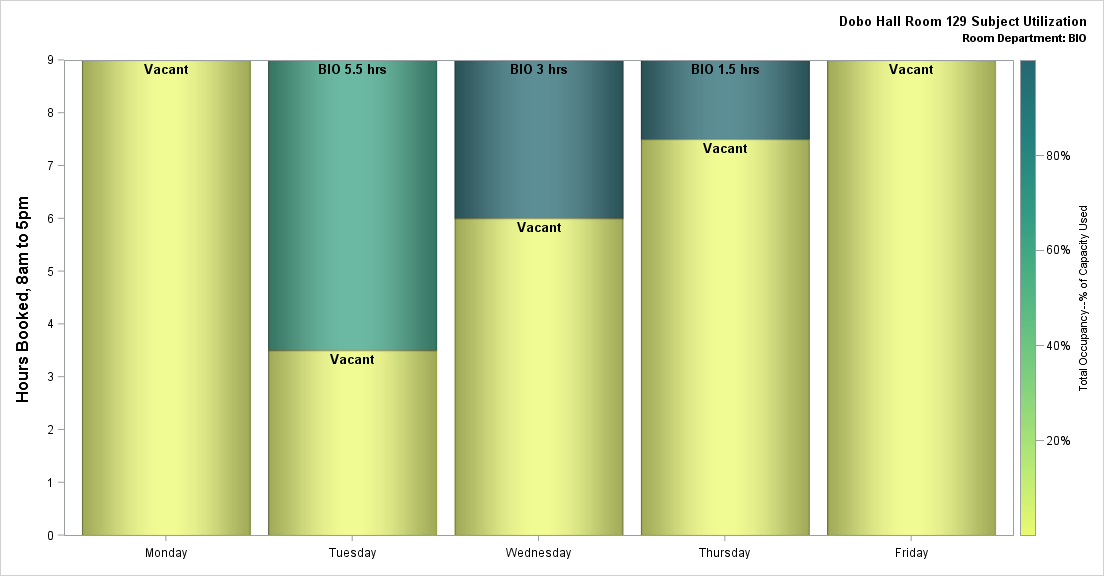 Dobo Hall Room 129 Subject Utilization
Room Department: BIO
Hours Booked, 8am to 5pm
9
8
7
6
5
4
3
2
1
0
Vacant
BIO 5.5 hrs
Vacant
BIO 3 hrs
Vacant
BIO 1.5 hrs
Vacant
Vacant
Monday
Tuesday
Wednesday
Thursday
Friday
80%
60%
40%
20%
Total Occupancy--% of Capacity Used